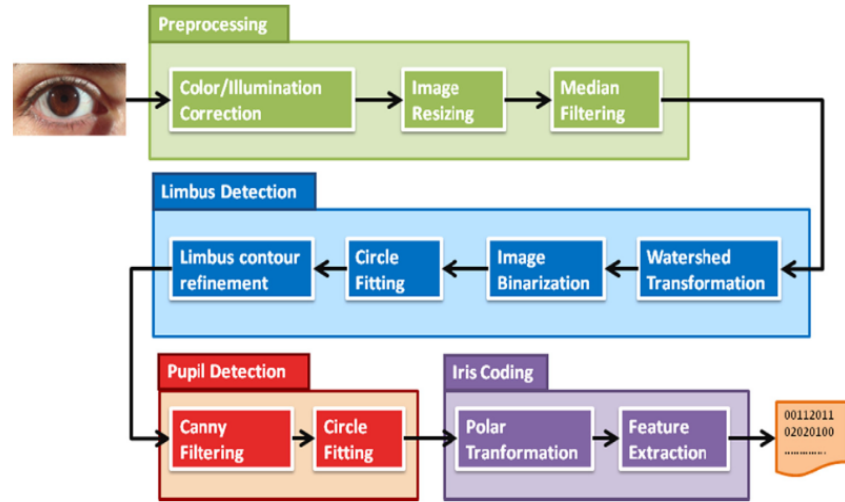 Preprocessing
Color/Illumination
Correction
Image
Resizing
Median
Filtering
Limbus Detection
Limbus contour
refinement
Circle
Fitting
Image
Binarization
Watershed
Transformation
Pupil Detection
Canny
Filtering
Circle
Fitting
Iris Coding
Polar
Tranformation
Feature
Extraction
00112011
02020100
.............